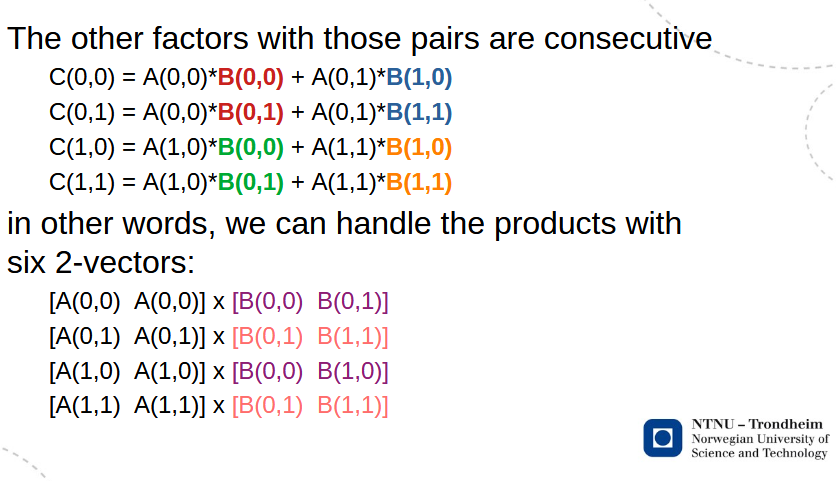 The other factors with those pairs are consecutive
C(0,0) = A(0,0)*B(0,0) + A(0,1)*B(1,0)
C(0,1) = A(0,0)*B(0,1) + A(0,1)*B(1,1)
C(1,0) = A(1,0)*B(0,0) + A(1,1)*B(1,0)
C(1,1) = A(1,0)*B(0,1) + A(1,1)*B(1,1)
in other words, we can handle the products with
six 2-vectors:
[A(0,0) A(0,0)] x [B(0,0) B(0,1)]
[A(0,1) A(0,1)] x [B(0,1) B(1,1)]
[A(1,0) A(1,0)] x [B(0,0) B(1,0)]
[A(1,1) A(1,1)] x [B(0,1) B(1,1)]
NTNU – Trondheim
Norwegian University of
Science and Technology